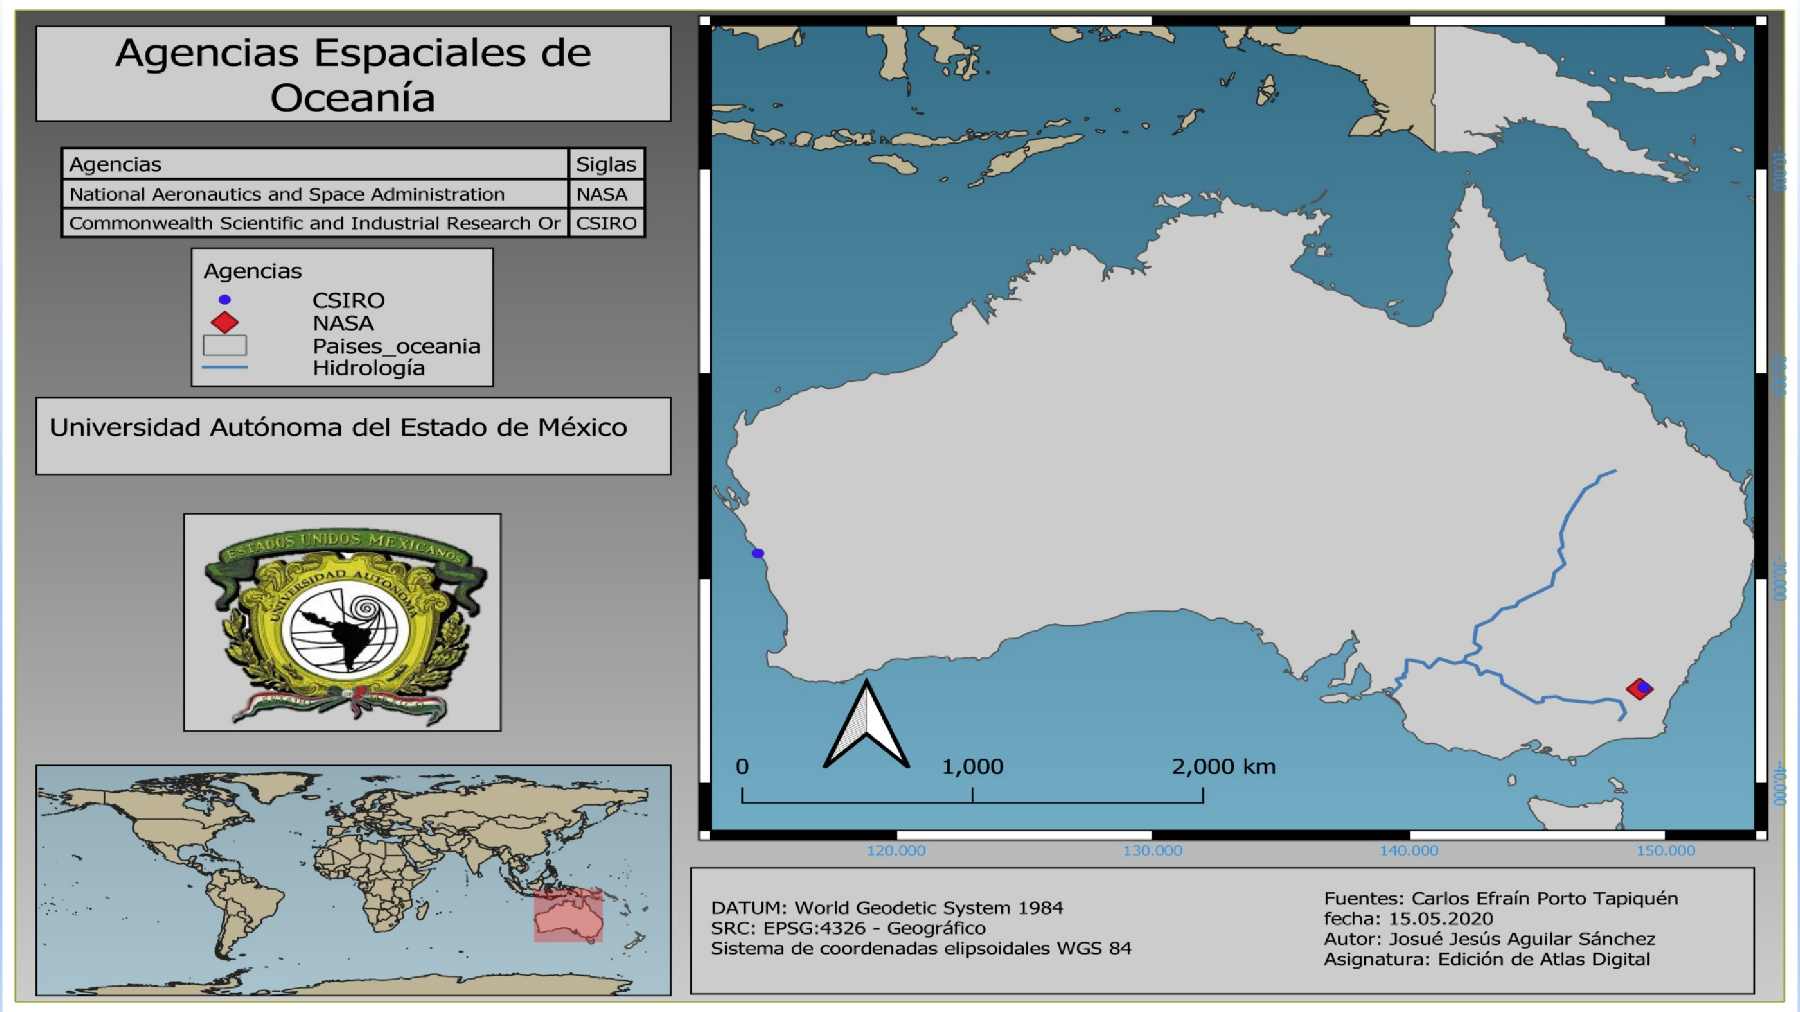 Agencias Espaciales de
Oceanía
Agencias Siglas
National Aeronautics and Space Administration NASA
Commonwealth Scientific and Industrial Research Or CSIRO
Agencias
CSIRO
NASA
Paises_oceania
Hidrología
Universidad Autónoma del Estado de México
ESTADOS UNIDOS MEXICANOS
UNIVERSIDAD AUTONOMA
0 1,000 2,000 km
120.000 130.000 140.000 150.000
-10.000
-30.000
-40.000
DATUM: World Geodetic System 1984
SRC: EPSG:4326 - Geográfico
Sistema de coordenadas elipsoidales WGS 84
Fuentes: Carlos Efraín Porto Tapiquén
fecha: 15.05.2020
Autor: Josué Jesús Aguilar Sánchez
Asignatura: Edición de Atlas Digital